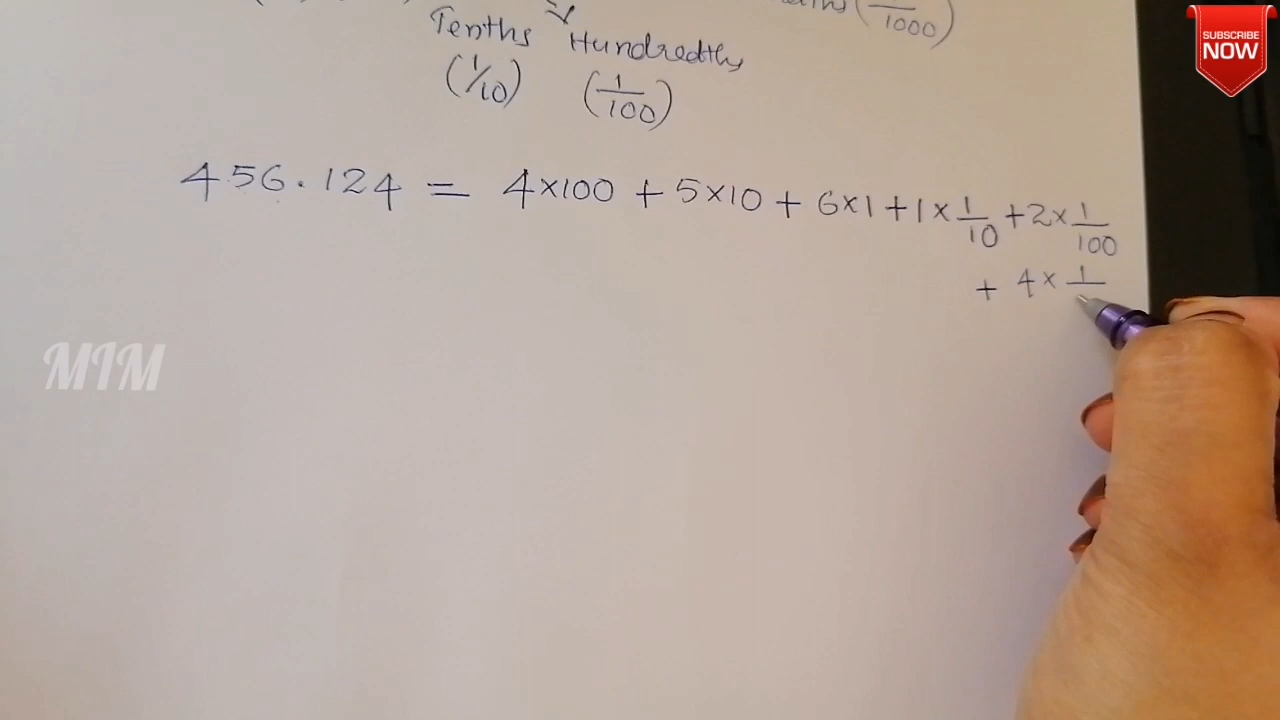 (1/1000)
Tenths Hundredths
(1/10) (1/100)
456.124 = 4×100 + 5×10 + 6×1 + 1×1/10 + 2×1/100
+ 4×1/
MIM
SUBSCRIBE
NOW